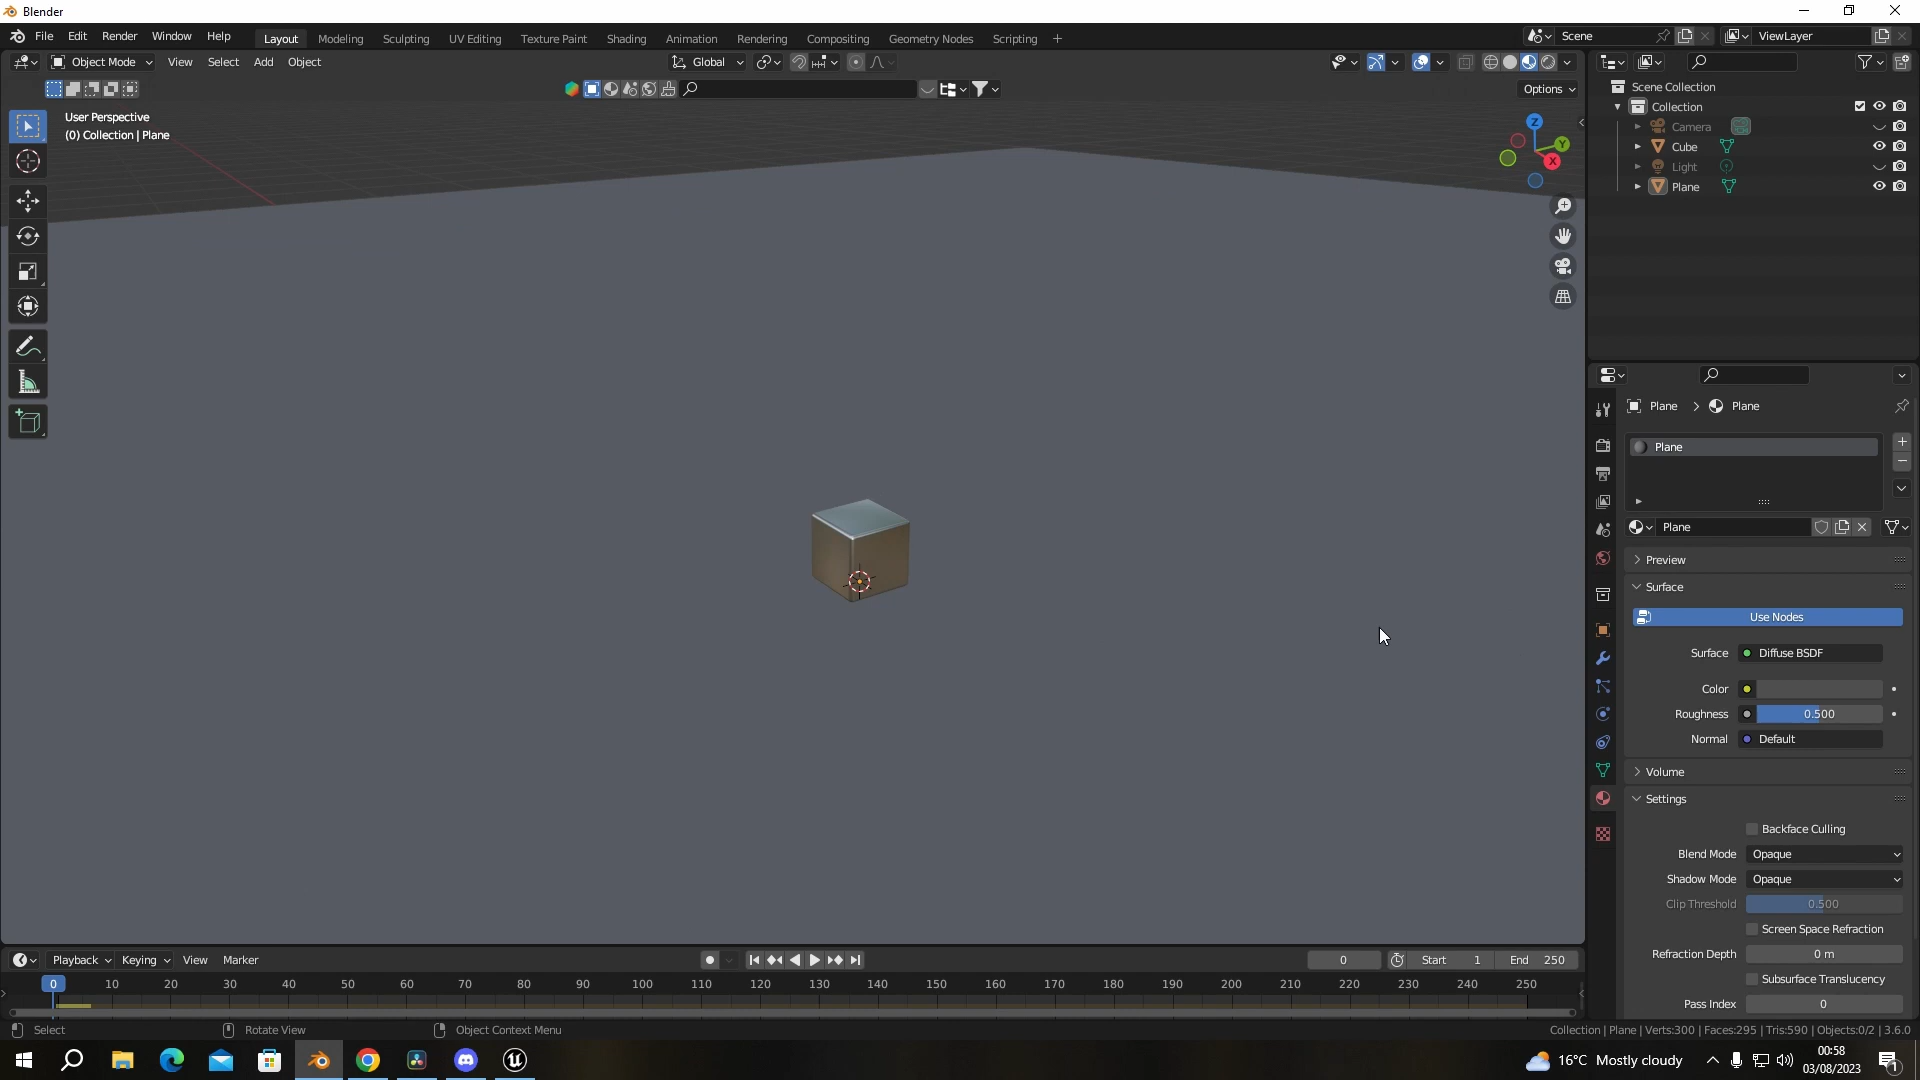 Blender
File Edit Render Window Help
Layout Modeling Sculpting UV Editing Texture Paint Shading Animation Rendering Compositing Geometry Nodes Scripting +
Scene
ViewLayer
Object Mode View Select Add Object
Global
Options
User Perspective
(0) Collection | Plane
Z
Y
X
Scene Collection
Collection
Camera
Cube
Light
Plane
Plane > Plane
Plane
Plane
Preview
Surface
Use Nodes
Surface Diffuse BSDF
Color
Roughness 0.500
Normal Default
Volume
Settings
Backface Culling
Blend Mode Opaque
Shadow Mode Opaque
Clip Threshold 0.500
Screen Space Refraction
Refraction Depth 0 m
Subsurface Translucency
Pass Index 0
Playback Keying View Marker
0 Start 1 End 250
0 10 20 30 40 50 60 70 80 90 100 110 120 130 140 150 160 170 180 190 200 210 220 230 240 250
Select Rotate View Object Context Menu
Collection | Plane | Verts:300 | Faces:295 | Tris:590 | Objects:0/2 | 3.6.0
16°C Mostly cloudy
00:58
03/08/2023
1